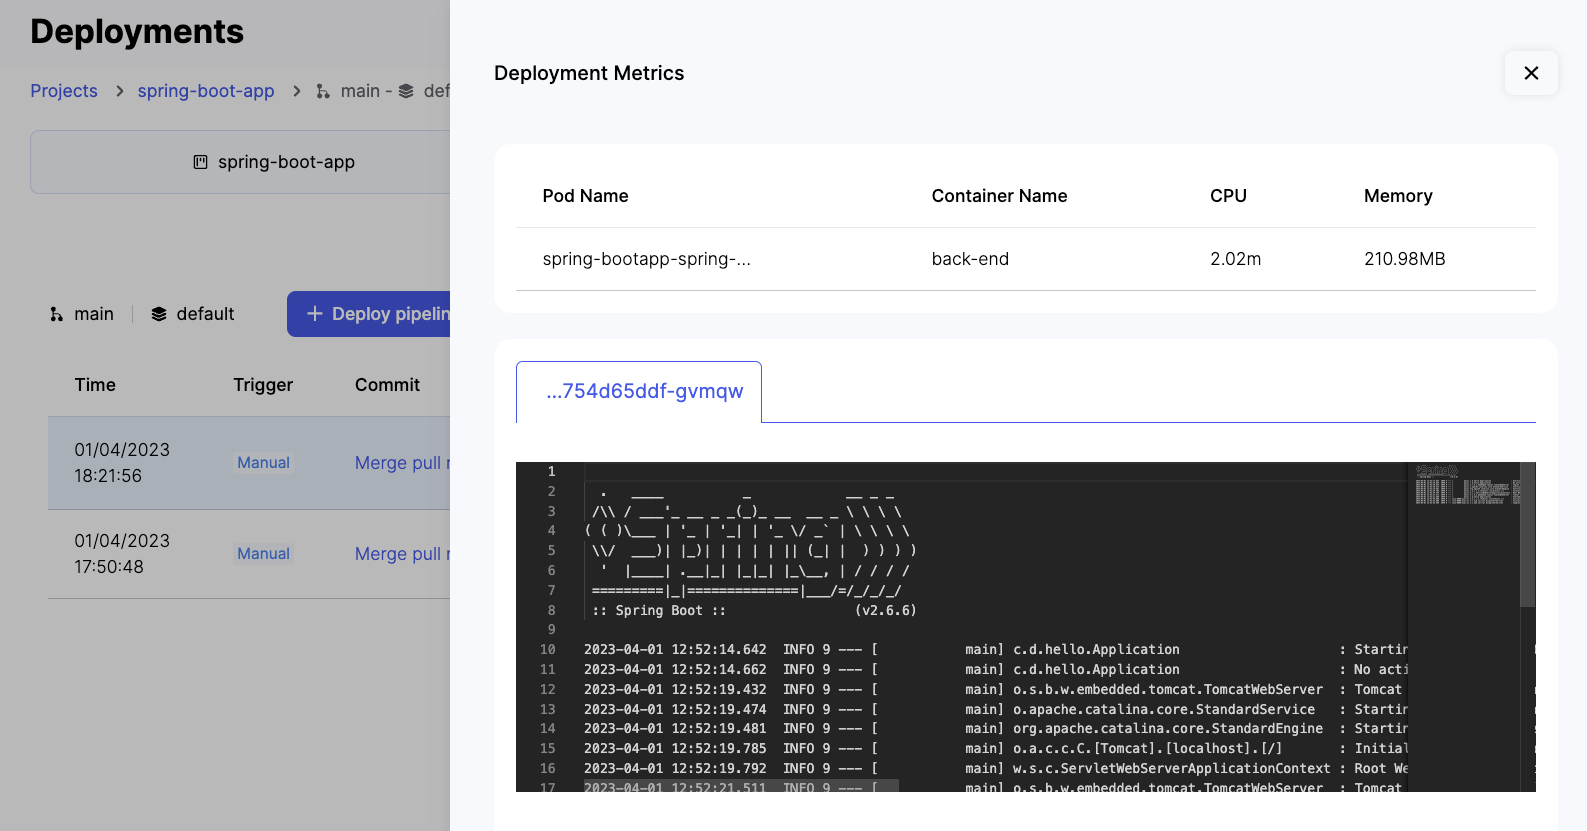 Deployments
Projects > spring-boot-app > main - def
spring-boot-app
main default + Deploy pipelin
Time Trigger Commit
01/04/2023
18:21:56
Manual
Merge pull r
01/04/2023
17:50:48
Manual
Merge pull r
Deployment Metrics
Pod Name Container Name CPU Memory
spring-bootapp-spring-... back-end 2.02m 210.98MB
...754d65ddf-gvmqw
1
2   .   ____          _            __ _ _
3  /\\ / ___'_ __ _ _(_)_ __  __ _ \ \ \ \
4 ( ( )\___ | '_ | '_| | '_ \/ _` | \ \ \ \
5  \\/  ___)| |_)| | | | | || (_| |  ) ) ) )
6   '  |____| .__|_| |_|_| |_\__, | / / / /
7  =========|_|==============|___/=/_/_/_/
8  :: Spring Boot ::                (v2.6.6)
9
10 2023-04-01 12:52:14.642  INFO 9 --- [           main] c.d.hello.Application                    : Startin
11 2023-04-01 12:52:14.662  INFO 9 --- [           main] c.d.hello.Application                    : No acti
12 2023-04-01 12:52:19.432  INFO 9 --- [           main] o.s.b.w.embedded.tomcat.TomcatWebServer  : Tomcat
13 2023-04-01 12:52:19.474  INFO 9 --- [           main] o.apache.catalina.core.StandardService   : Startin
14 2023-04-01 12:52:19.481  INFO 9 --- [           main] org.apache.catalina.core.StandardEngine  : Startin
15 2023-04-01 12:52:19.785  INFO 9 --- [           main] o.a.c.c.C.[Tomcat].[localhost].[/]       : Initial
16 2023-04-01 12:52:19.792  INFO 9 --- [           main] w.s.c.ServletWebServerApplicationContext : Root We
17 2023-04-01 12:52:21.511  INFO 9 --- [           main] o.s.b.w.embedded.tomcat.TomcatWebServer  : Tomcat